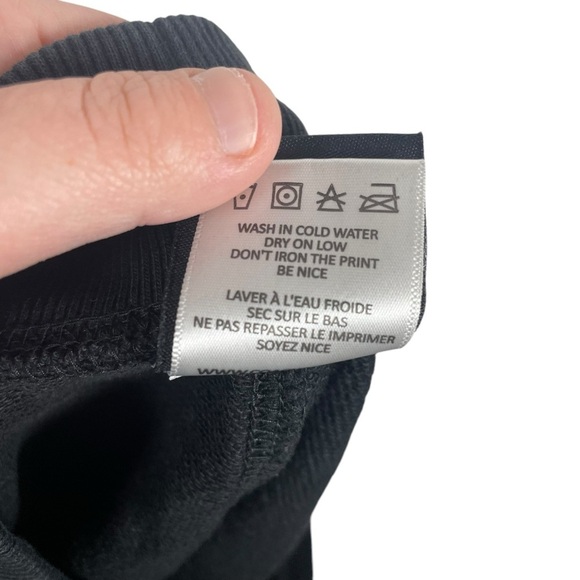 WASH IN COLD WATER
DRY ON LOW
DON'T IRON THE PRINT
BE NICE
LAVER À L'EAU FROIDE
SEC SUR LE BAS
NE PAS REPASSER LE IMPRIMER
SOYEZ NICE